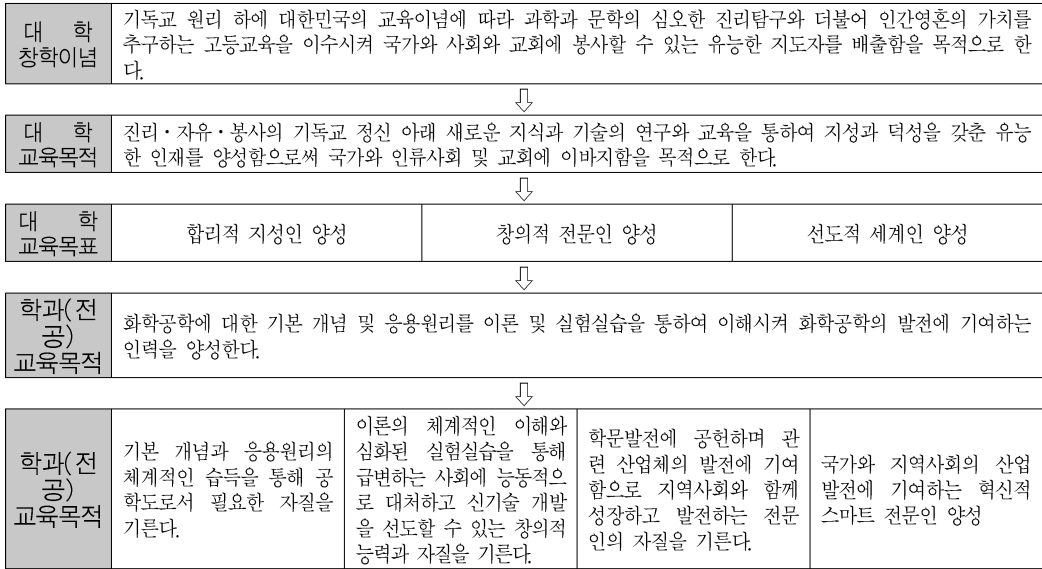 대 학
창학이념
기독교 원리 하에 대한민국의 교육이념에 따라 과학과 문학의 심오한 진리탐구와 더불어 인간영혼의 가치를
추구하는 고등교육을 이수시켜 국가와 사회와 교회에 봉사할 수 있는 유능한 지도자를 배출함을 목적으로 한
다.
⇩
대 학
교육목적
진리·자유·봉사의 기독교 정신 아래 새로운 지식과 기술의 연구와 교육을 통하여 지성과 덕성을 갖춘 유능
한 인재를 양성함으로써 국가와 인류사회 및 교회에 이바지함을 목적으로 한다.
⇩
대 학
교육목표
합리적 지성인 양성
창의적 전문인 양성
선도적 세계인 양성
⇩
학과(전
공)
교육목적
화학공학에 대한 기본 개념 및 응용원리를 이론 및 실험실습을 통하여 이해시켜 화학공학의 발전에 기여하는
인력을 양성한다.
⇩
학과(전
공)
교육목적
기본 개념과 응용원리의
체계적인 습득을 통해 공
학도로서 필요한 자질을
기른다.
이론의 체계적인 이해와
심화된 실험실습을 통해
급변하는 사회에 능동적으
로 대처하고 신기술 개발
을 선도할 수 있는 창의적
능력과 자질을 기른다.
학문발전에 공헌하며 관
련 산업체의 발전에 기여
함으로 지역사회와 함께
성장하고 발전하는 전문
인의 자질을 기른다.
국가와 지역사회의 산업
발전에 기여하는 혁신적
스마트 전문인 양성